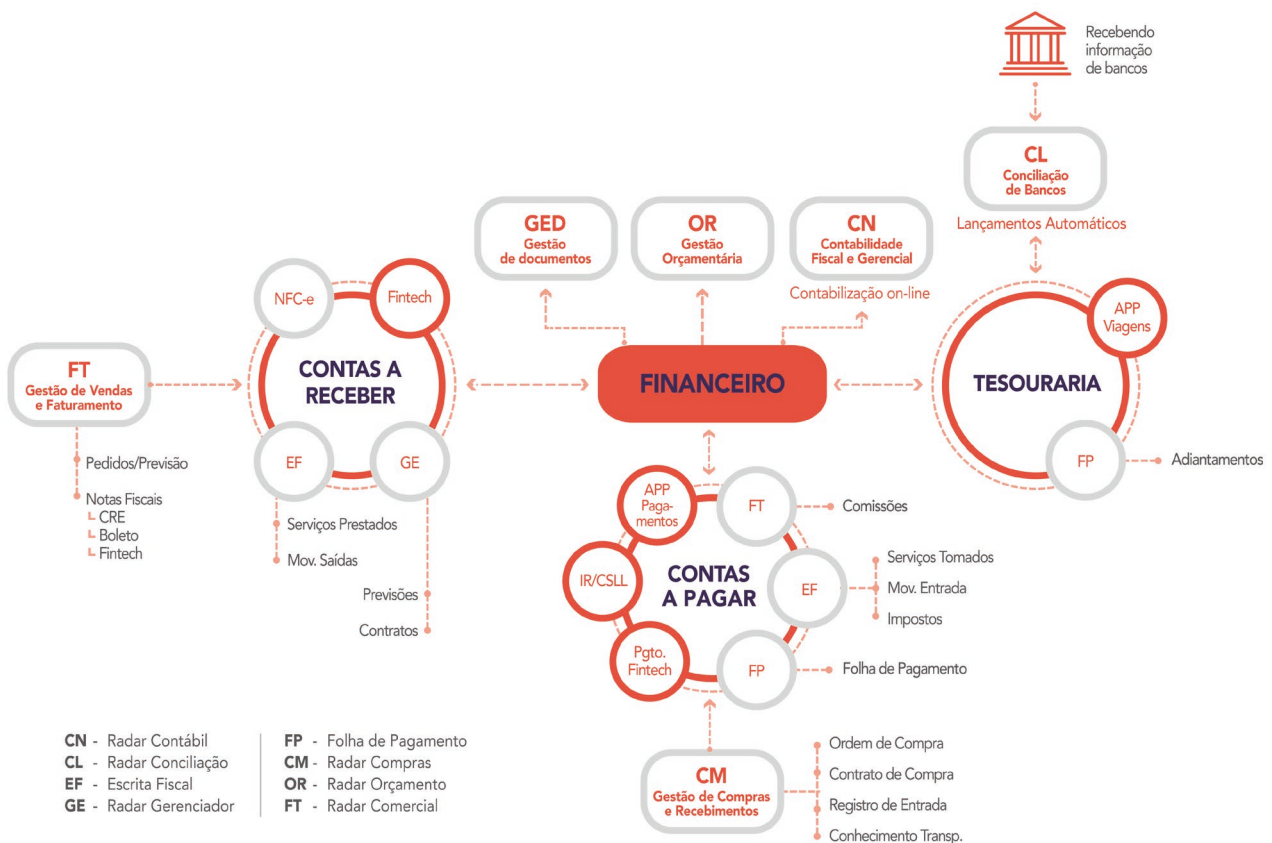 Recebendo
informação
de bancos
CL
Conciliação
de Bancos
Lançamentos Automáticos
GED
Gestão
de documentos
OR
Gestão
Orçamentária
CN
Contabilidade
Fiscal e Gerencial
Contabilização on-line
NFC-e
Fintech
CONTAS A
RECEBER
EF
GE
FT
Gestão de Vendas
e Faturamento
Pedidos/Previsão
Notas Fiscais
CRE
Boleto
Fintech
Serviços Prestados
Mov. Saídas
Previsões
Contratos
FINANCEIRO
APP
Viagens
TESOURARIA
FP
Adiantamentos
APP
Paga-
mentos
FT
Comissões
IR/CSLL
CONTAS
A PAGAR
EF
Serviços Tomados
Mov. Entrada
Impostos
Pgto.
Fintech
FP
Folha de Pagamento
CM
Gestão de Compras
e Recebimentos
Ordem de Compra
Contrato de Compra
Registro de Entrada
Conhecimento Transp.
CN - Radar Contábil
CL - Radar Conciliação
EF - Escrita Fiscal
GE - Radar Gerenciador
FP - Folha de Pagamento
CM - Radar Compras
OR - Radar Orçamento
FT - Radar Comercial